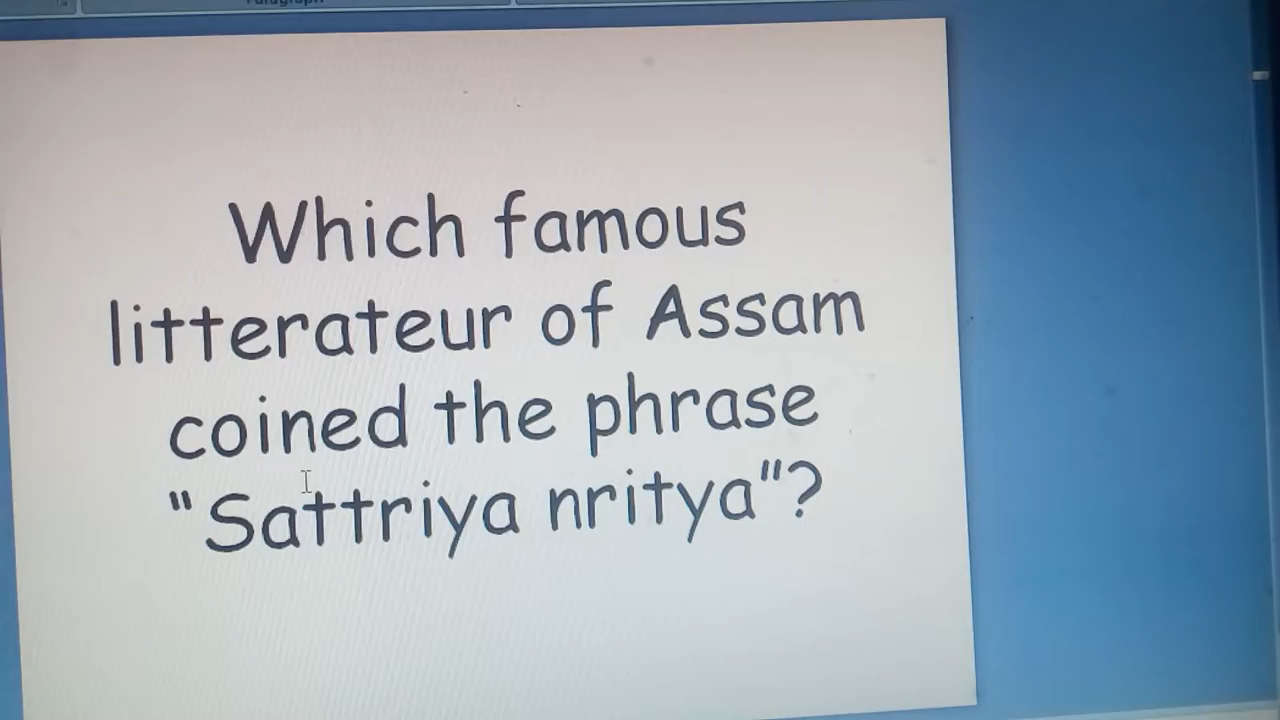 Which famous
litterateur of Assam
coined the phrase
"Sattriya nritya"?